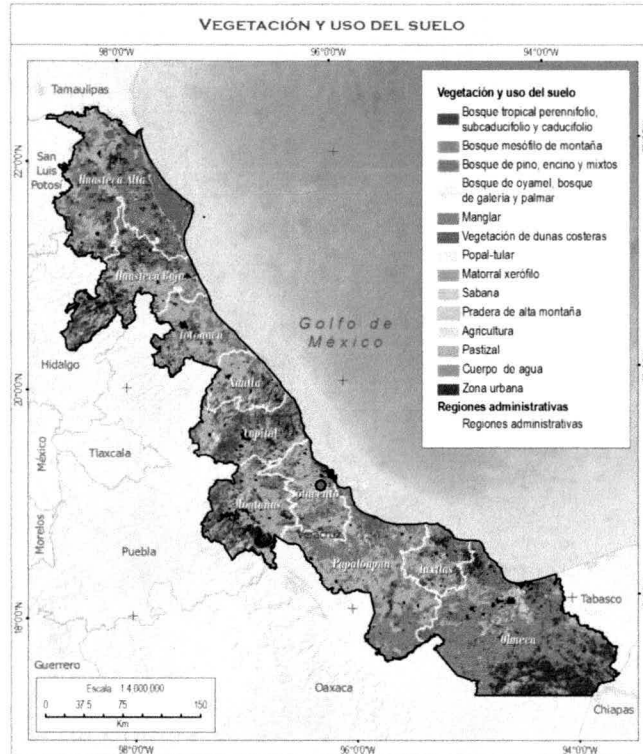 VEGETACIÓN Y USO DEL SUELO
98°0'0"W 96°0'0"W 94°0'0"W
Tamaulipas
San
Luis
Potosí
Huasteca Alta
Huasteca Baja
Totonaca
Hidalgo
Nautla
Capital
Tlaxcala
México
Morelos
Puebla
Montañas
Sotavento
Veracruz
Papaloapan
Tuxtlas
Olmeca
Tabasco
Guerrero
Oaxaca
Chiapas
Golfo de
México
22°0'0"N
20°0'0"N
18°0'0"N
Vegetación y uso del suelo
Bosque tropical perennifolio,
subcaducifolio y caducifolio
Bosque mesófilo de montaña
Bosque de pino, encino y mixtos
Bosque de oyamel, bosque
de galería y palmar
Manglar
Vegetación de dunas costeras
Popal-tular
Matorral xerófilo
Sabana
Pradera de alta montaña
Agricultura
Pastizal
Cuerpo de agua
Zona urbana
Regiones administrativas
Regiones administrativas
Escala 1:4 000,000
0 37.5 75 150
Km
98°0'0"W 96°0'0"W 94°0'0"W